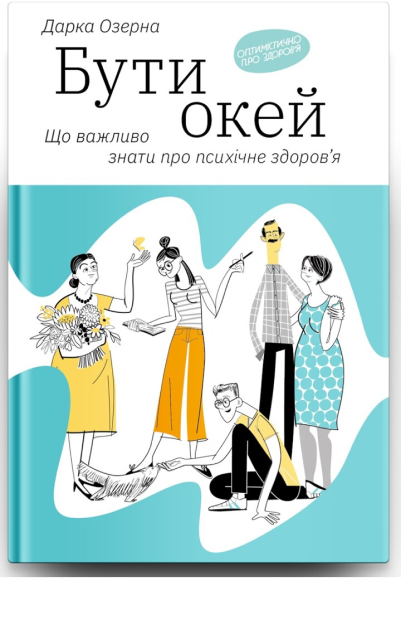 Дарка Озерна
ОПТИМІСТИЧНО
ПРО ЗДОРОВ'Я
Бути
окей
Що важливо
знати про психічне здоров'я